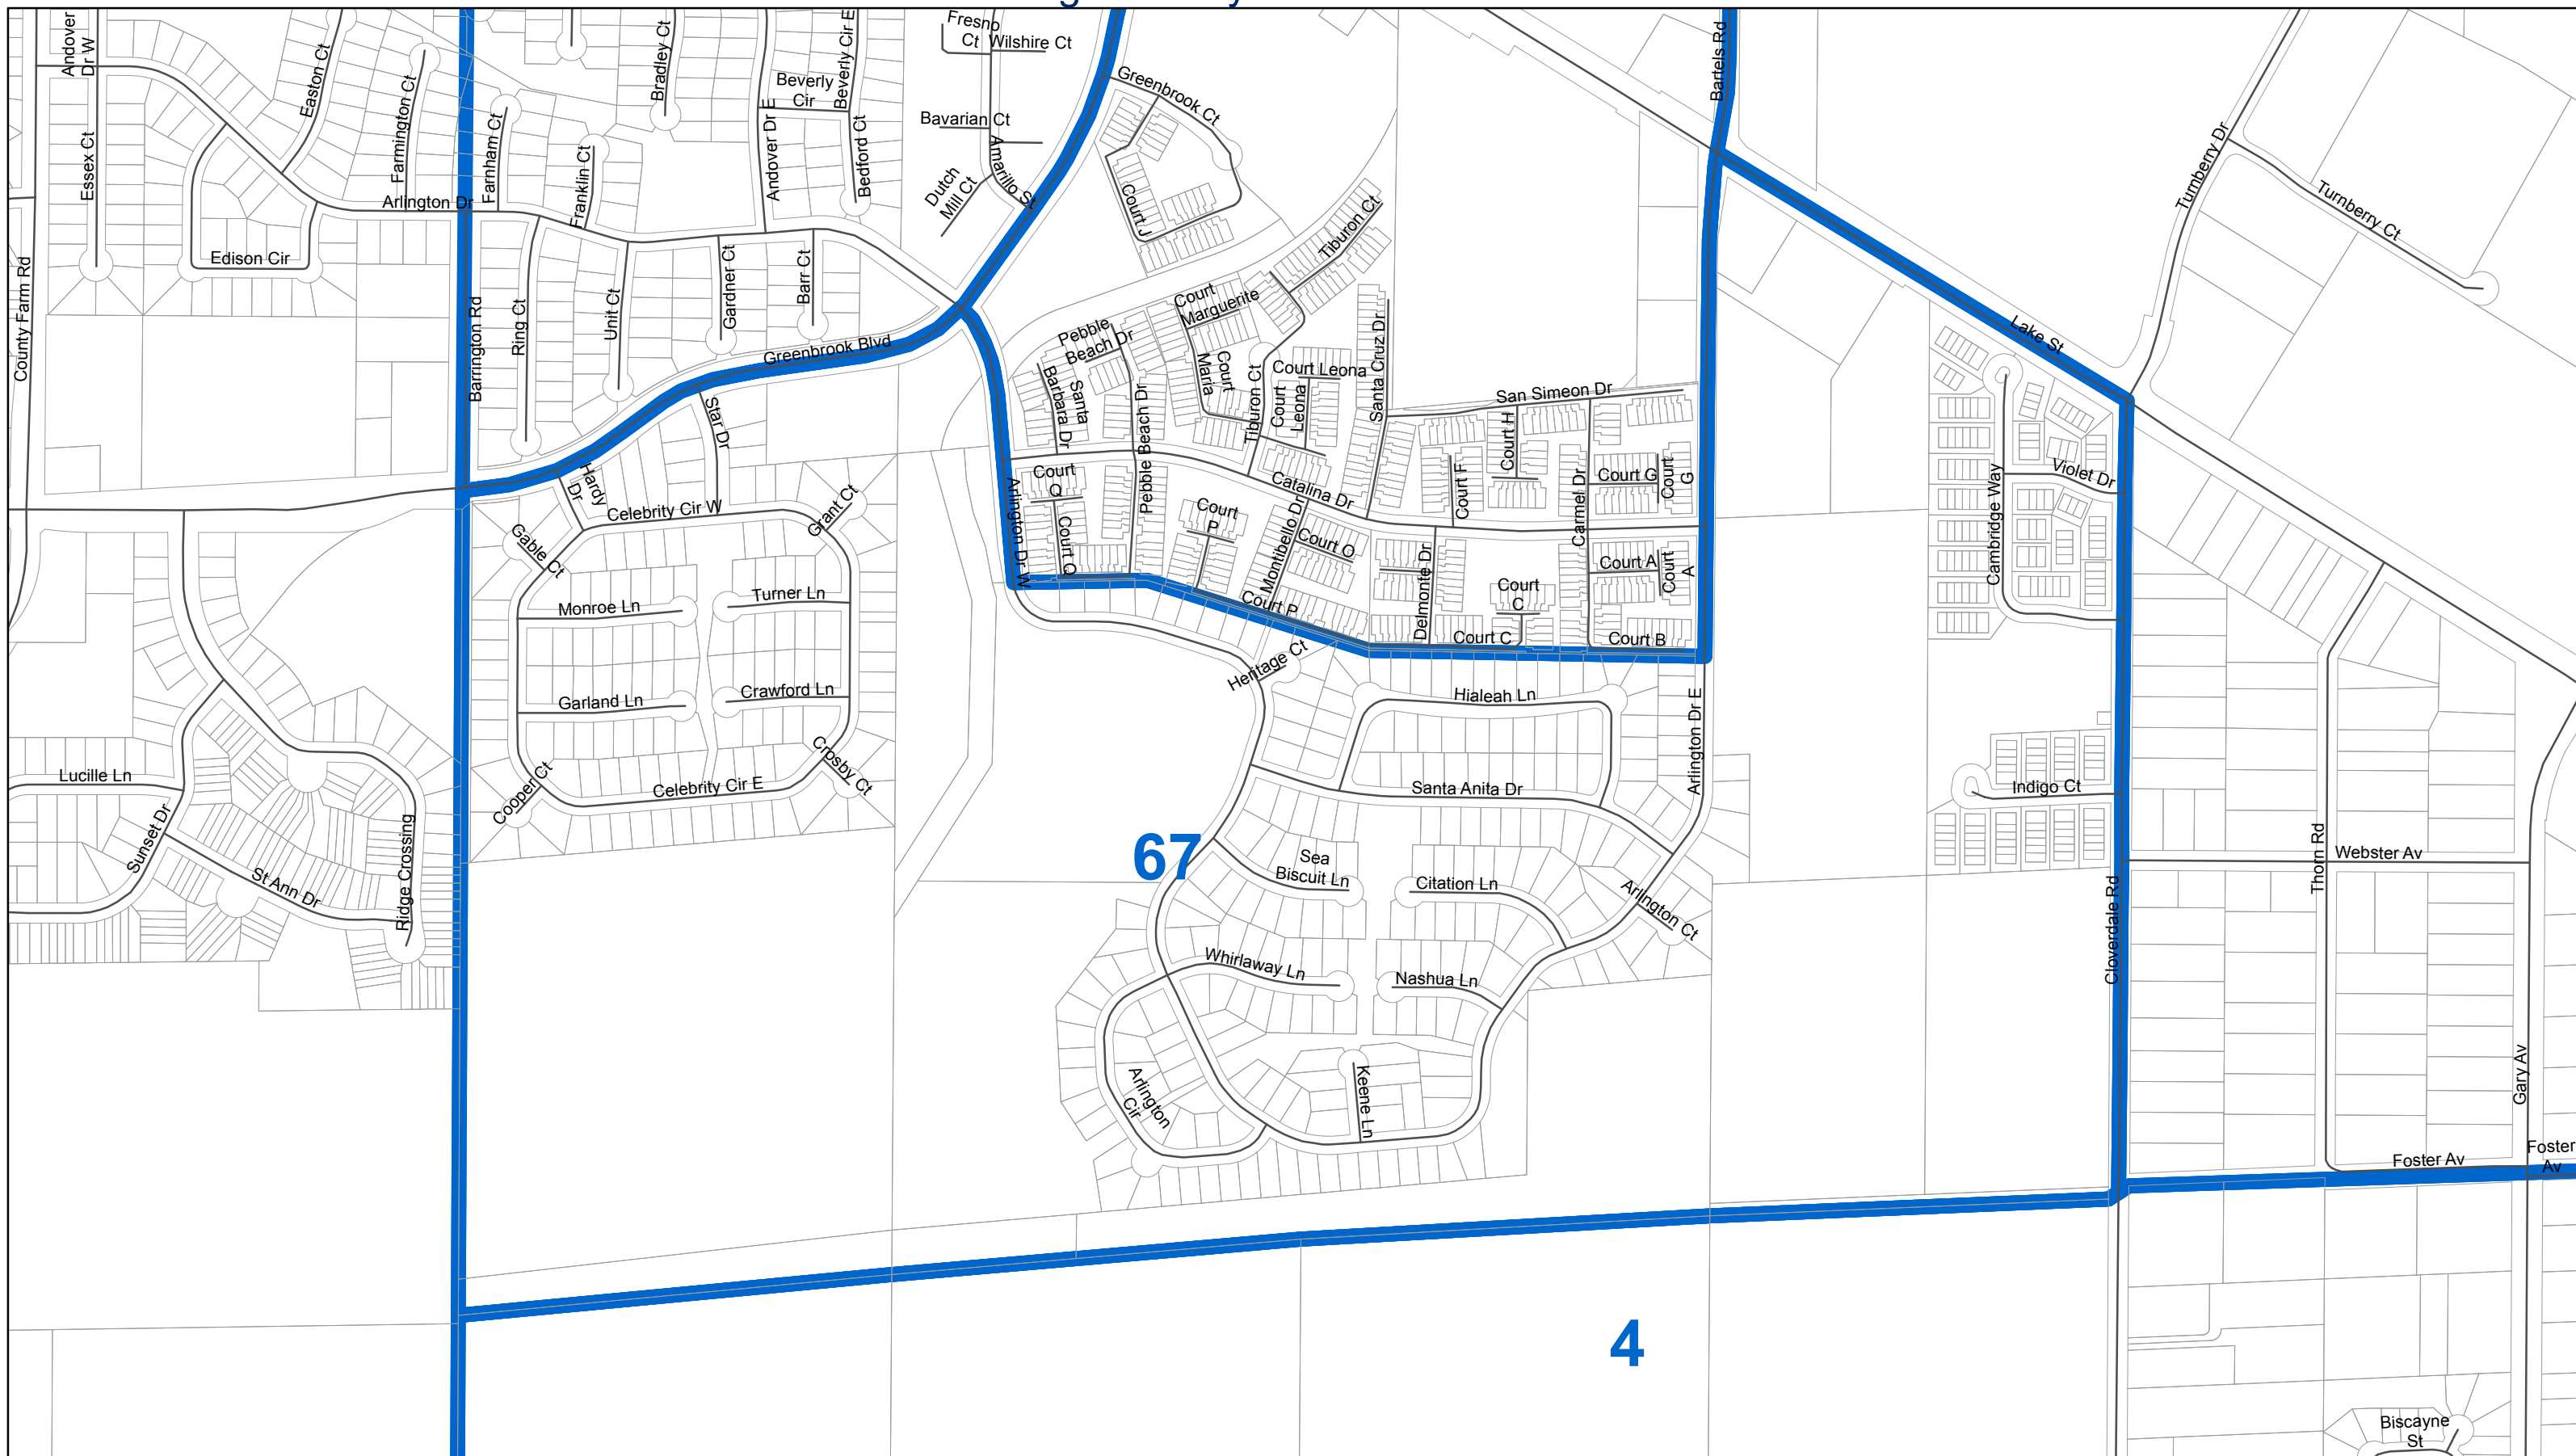 Andover
Dr W
Essex Ct
Easton Ct
Farmington Ct
Farnham Ct
Franklin Ct
Bradley Ct
Beverly
Cir
Beverly Cir E
Andover Dr E
Bedford Ct
Fresno
Ct
Wilshire Ct
Bavarian Ct
Amarillo St
Dutch
Mill Ct
Greenbrook Ct
Court J
Bartels Rd
Turnberry Dr
Turnberry Ct
Arlington Dr
Edison Cir
County Farm Rd
Barrington Rd
Ring Ct
Unit Ct
Gardner Ct
Barr Ct
Greenbrook Blvd
Tiburon Ct
Court
Marguerite
Pebble
Beach Dr
Santa
Barbara Dr
Court
Maria
Court Leona
Court
Leona
Tiburon Ct
Santa Cruz Dr
San Simeon Dr
Lake St
Star Dr
Hardy
Dr
Celebrity Cir W
Grant Ct
Gable Ct
Pebble Beach Dr
Arlington Dr W
Court
Q
Court Q
Court
P
Catalina Dr
Montibello Dr
Court O
Court P
Court F
Court H
Carmel Dr
Court G
Court
G
Court A
Court
A
Delmonte Dr
Court
C
Court C
Court B
Cambridge Way
Violet Dr
Monroe Ln
Turner Ln
Garland Ln
Crawford Ln
Heritage Ct
Hialeah Ln
Arlington Dr E
Crosby Ct
Cooper Ct
Celebrity Cir E
Santa Anita Dr
Indigo Ct
Lucille Ln
Sunset Dr
St Ann Dr
Ridge Crossing
67
Sea
Biscuit Ln
Citation Ln
Arlington Ct
Thorn Rd
Webster Av
Cloverdale Rd
Whirlaway Ln
Nashua Ln
Arlington
Cir
Keene Ln
Gary Av
Foster Av
Foster
Av
4
Biscayne
St